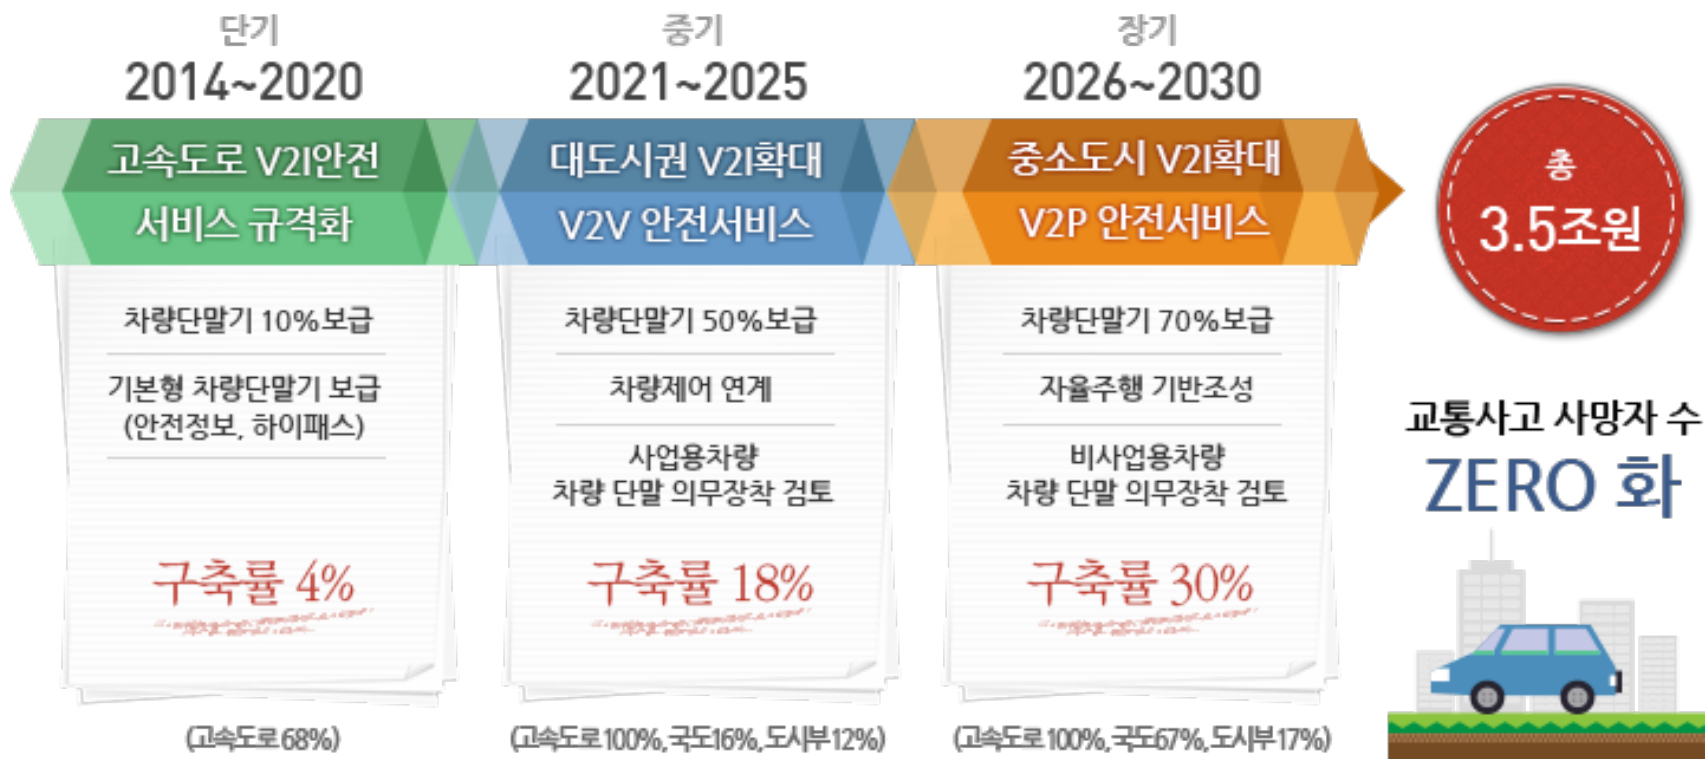 단기
2014~2020
고속도로 V2I안전
서비스 규격화
차량단말기 10%보급
기본형 차량단말기 보급
(안전정보, 하이패스)
구축률 4%
(고속도로 68%)
중기
2021~2025
대도시권 V2I확대
V2V 안전서비스
차량단말기 50%보급
차량제어 연계
사업용차량
차량 단말 의무장착 검토
구축률 18%
(고속도로 100%, 국도16%, 도시부 12%)
장기
2026~2030
중소도시 V2I확대
V2P 안전서비스
차량단말기 70%보급
자율주행 기반조성
비사업용차량
차량 단말 의무장착 검토
구축률 30%
(고속도로 100%, 국도67%, 도시부 17%)
총
3.5조원
교통사고 사망자 수
ZERO 화